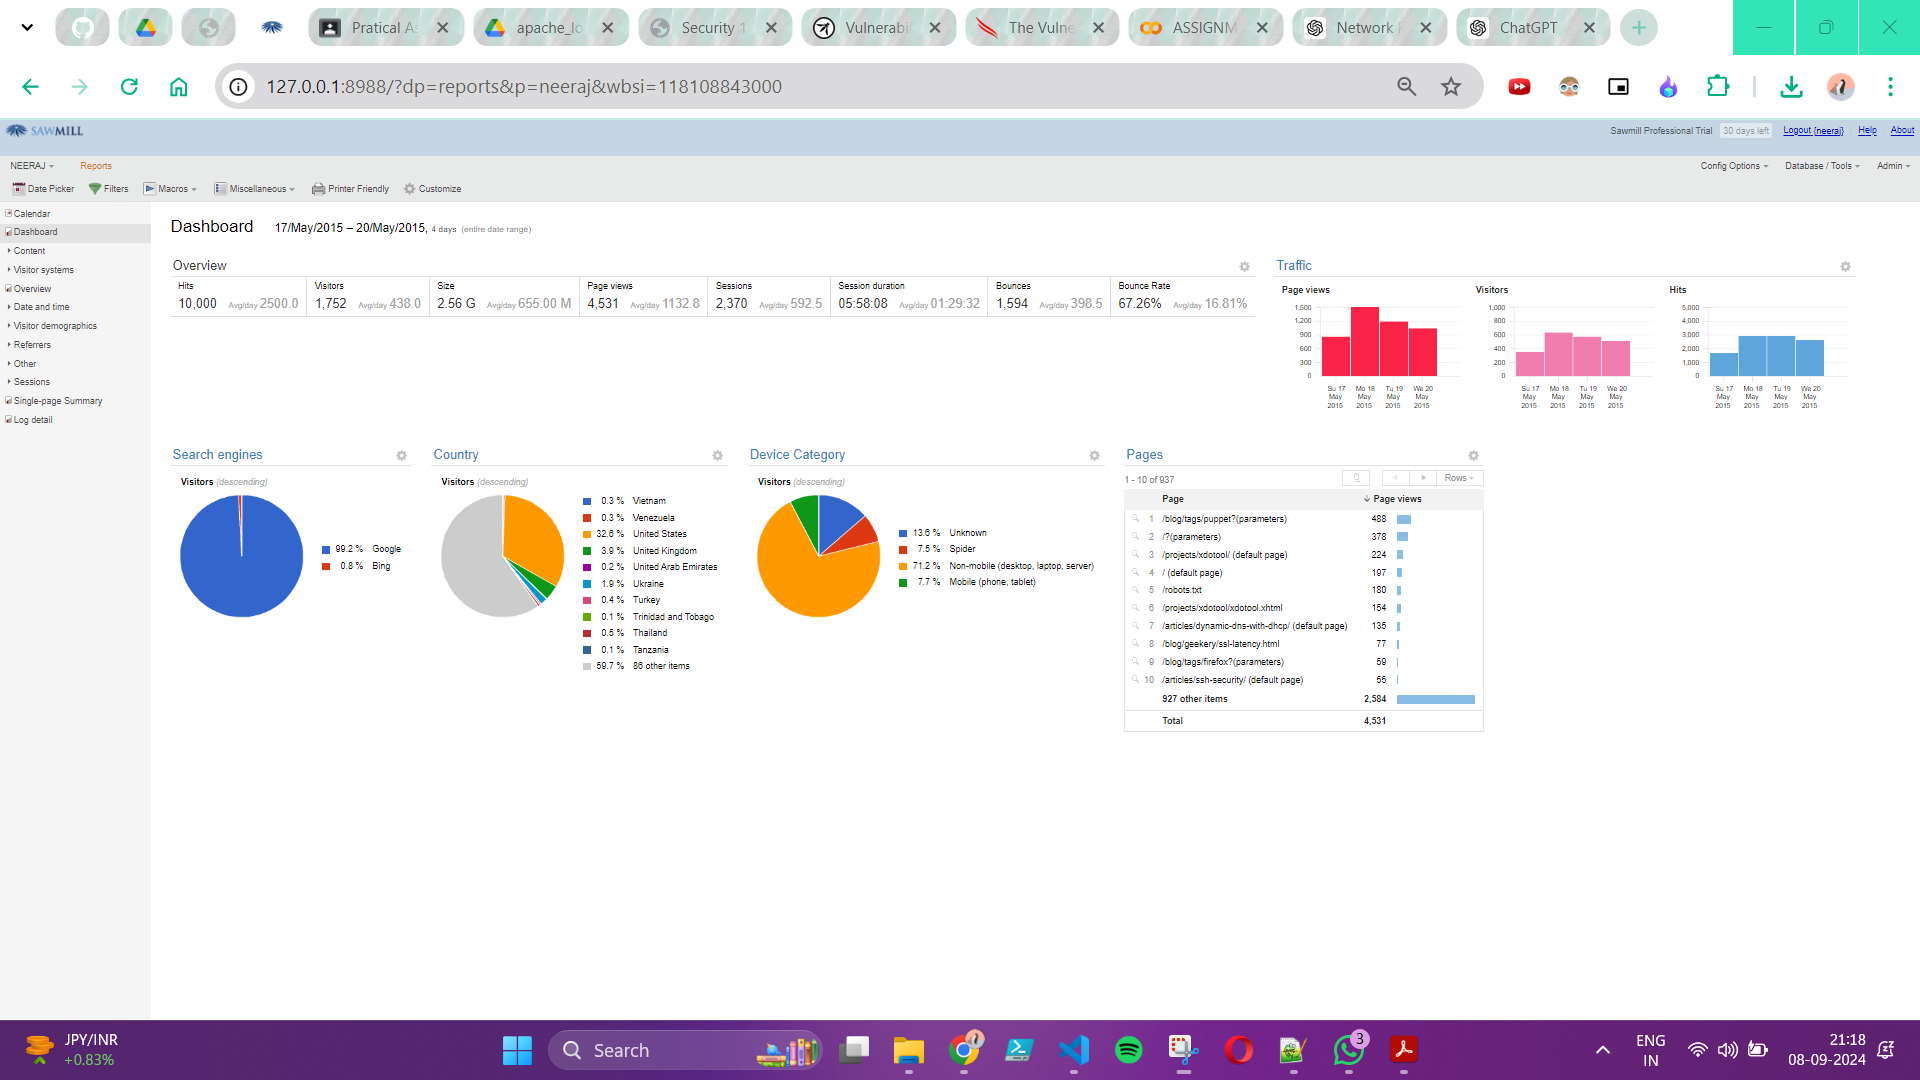 Pratical As
apache_lo
Security 1
Vulnerabil
The Vulne
ASSIGNM
Network F
ChatGPT
127.0.0.1:8988/?dp=reports&p=neeraj&wbsi=118108843000
SAWMILL
Sawmill Professional Trial 30 days left Logout (neeraj) Help About
NEERAJ Reports
Config Options Database / Tools Admin
Date Picker Filters Macros Miscellaneous Printer Friendly Customize
Calendar
Dashboard
Content
Visitor systems
Overview
Date and time
Visitor demographics
Referrers
Other
Sessions
Single-page Summary
Log detail
Dashboard 17/May/2015 – 20/May/2015, 4 days (entire date range)
Overview
Hits
10,000 Avg/day 2500.0
Visitors
1,752 Avg/day 438.0
Size
2.56 G Avg/day 655.00 M
Page views
4,531 Avg/day 1132.8
Sessions
2,370 Avg/day 592.5
Session duration
05:58:08 Avg/day 01:29:32
Bounces
1,594 Avg/day 398.5
Bounce Rate
67.26% Avg/day 16.81%
Traffic
Page views
1,500
1,200
900
600
300
0
Su 17 Mo 18 Tu 19 We 20
May May May May
2015 2015 2015 2015
Visitors
1,000
800
600
400
200
0
Su 17 Mo 18 Tu 19 We 20
May May May May
2015 2015 2015 2015
Hits
5,000
4,000
3,000
2,000
1,000
0
Su 17 Mo 18 Tu 19 We 20
May May May May
2015 2015 2015 2015
Search engines
Visitors (descending)
99.2 % Google
0.8 % Bing
Country
Visitors (descending)
0.3 % Vietnam
0.3 % Venezuela
32.6 % United States
3.9 % United Kingdom
0.2 % United Arab Emirates
1.9 % Ukraine
0.4 % Turkey
0.1 % Trinidad and Tobago
0.5 % Thailand
0.1 % Tanzania
59.7 % 86 other items
Device Category
Visitors (descending)
13.6 % Unknown
7.5 % Spider
71.2 % Non-mobile (desktop, laptop, server)
7.7 % Mobile (phone, tablet)
Pages
1 - 10 of 937 Rows
Page Page views
1 /blog/tags/puppet?(parameters) 488
2 /?(parameters) 378
3 /projects/xdotool/ (default page) 224
4 / (default page) 197
5 /robots.txt 180
6 /projects/xdotool/xdotool.xhtml 154
7 /articles/dynamic-dns-with-dhcp/ (default page) 135
8 /blog/geekery/ssl-latency.html 77
9 /blog/tags/firefox?(parameters) 59
10 /articles/ssh-security/ (default page) 55
927 other items 2,584
Total 4,531
JPY/INR
+0.83%
Search
3
ENG
IN
21:18
08-09-2024